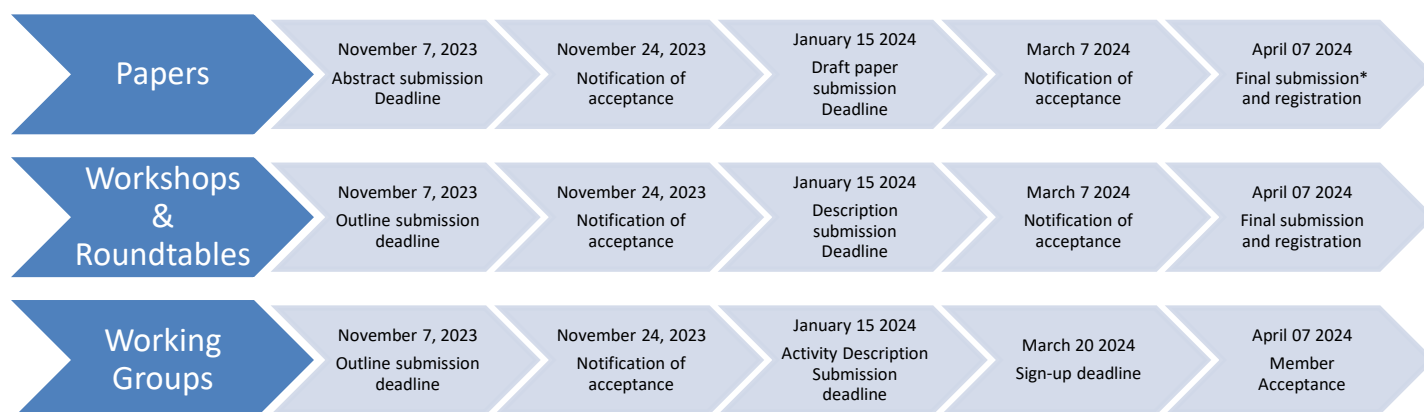 Papers
November 7, 2023
Abstract submission
Deadline
November 24, 2023
Notification of
acceptance
January 15 2024
Draft paper
submission
Deadline
March 7 2024
Notification of
acceptance
April 07 2024
Final submission*
and registration
Workshops
&
Roundtables
November 7, 2023
Outline submission
deadline
November 24, 2023
Notification of
acceptance
January 15 2024
Description
submission
Deadline
March 7 2024
Notification of
acceptance
April 07 2024
Final submission
and registration
Working
Groups
November 7, 2023
Outline submission
deadline
November 24, 2023
Notification of
acceptance
January 15 2024
Activity Description
Submission
deadline
March 20 2024
Sign-up deadline
April 07 2024
Member
Acceptance